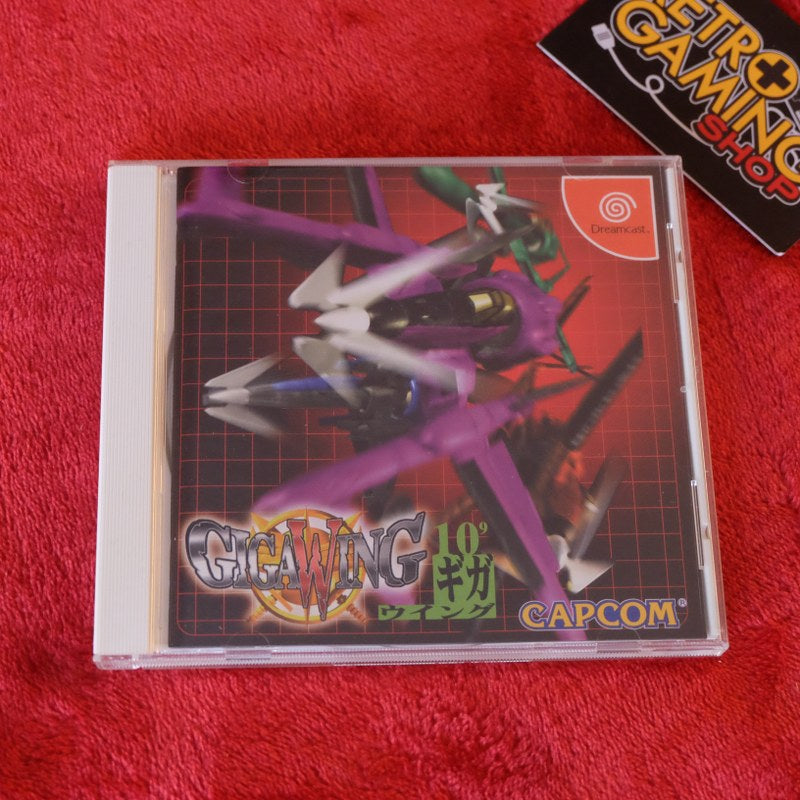 RETRO
GAMING
SHOP
Dreamcast
GIGAWING
10⁹
ギガ
ウイング
CAPCOM®